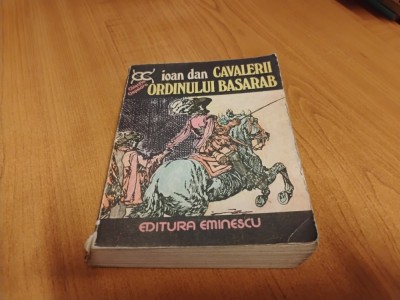 ioan dan CAVALERII
ORDINULUI BASARAB
EDITURA EMINESCU